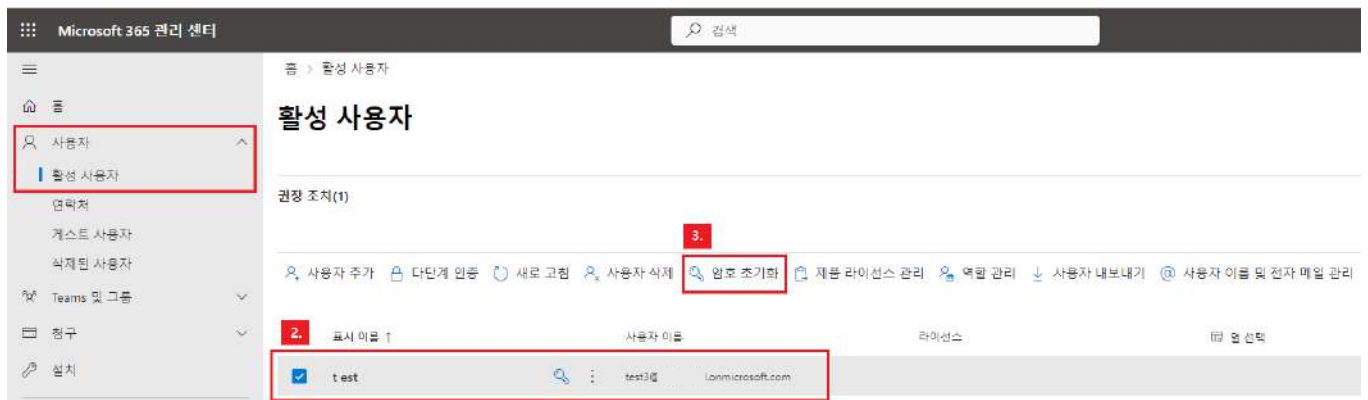 Microsoft 365 관리 센터
검색
홈 > 활성 사용자
홈
활성 사용자
사용자
활성 사용자
연락처
권장 조치(1)
게스트 사용자
3.
삭제된 사용자
사용자 추가 다단계 인증 새로 고침 사용자 삭제 암호 초기화 제품 라이선스 관리 역할 관리 사용자 내보내기 @ 사용자 이름 및 전자 메일 관리
Teams 및 그룹
청구
2. 표시 이름 ↑ 사용자 이름 라이선스 열 선택
설치
t est test3@ .onmicrosoft.com